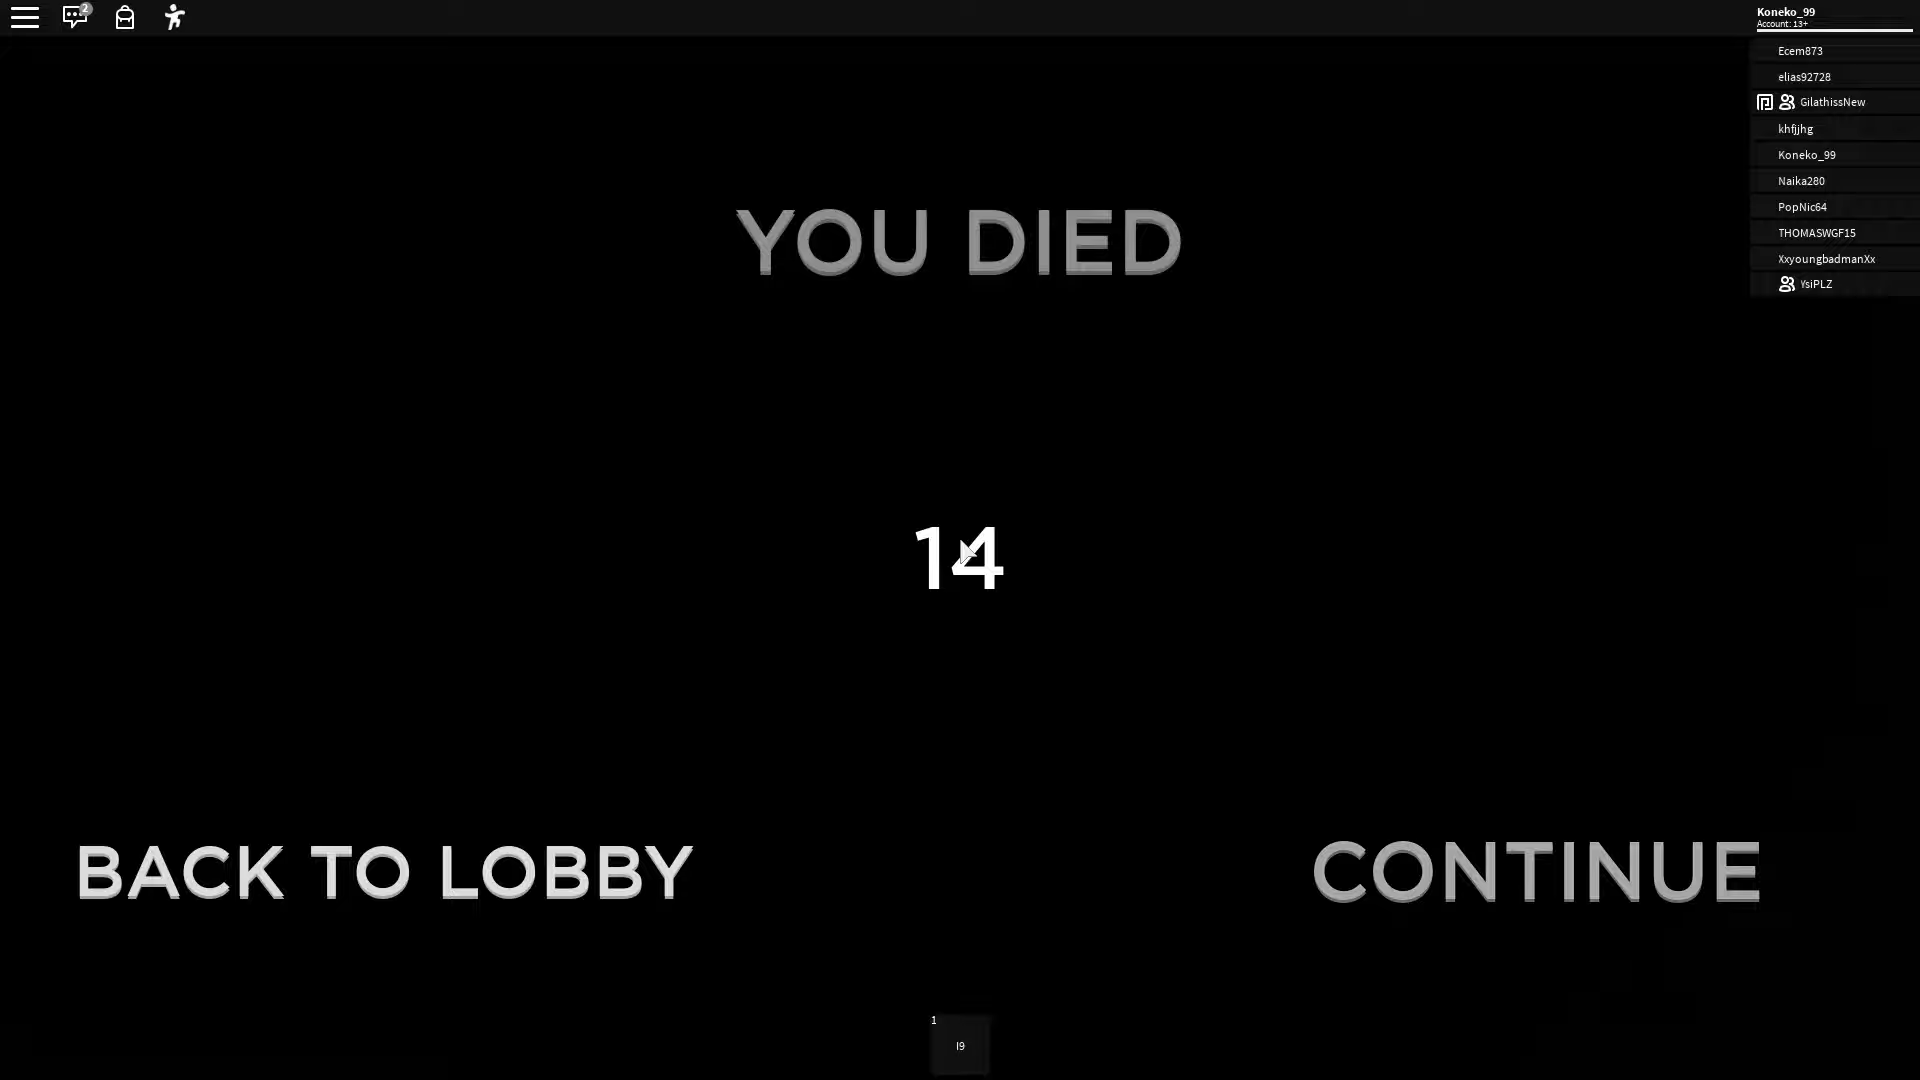 2
Koneko_99
Account: 13+
Ecem873
elias92728
GilathissNew
khfjjhg
Koneko_99
Naika280
PopNic64
THOMASWGF15
XxyoungbadmanXx
YsiPLZ
YOU DIED
14
BACK TO LOBBY
CONTINUE
1
I9